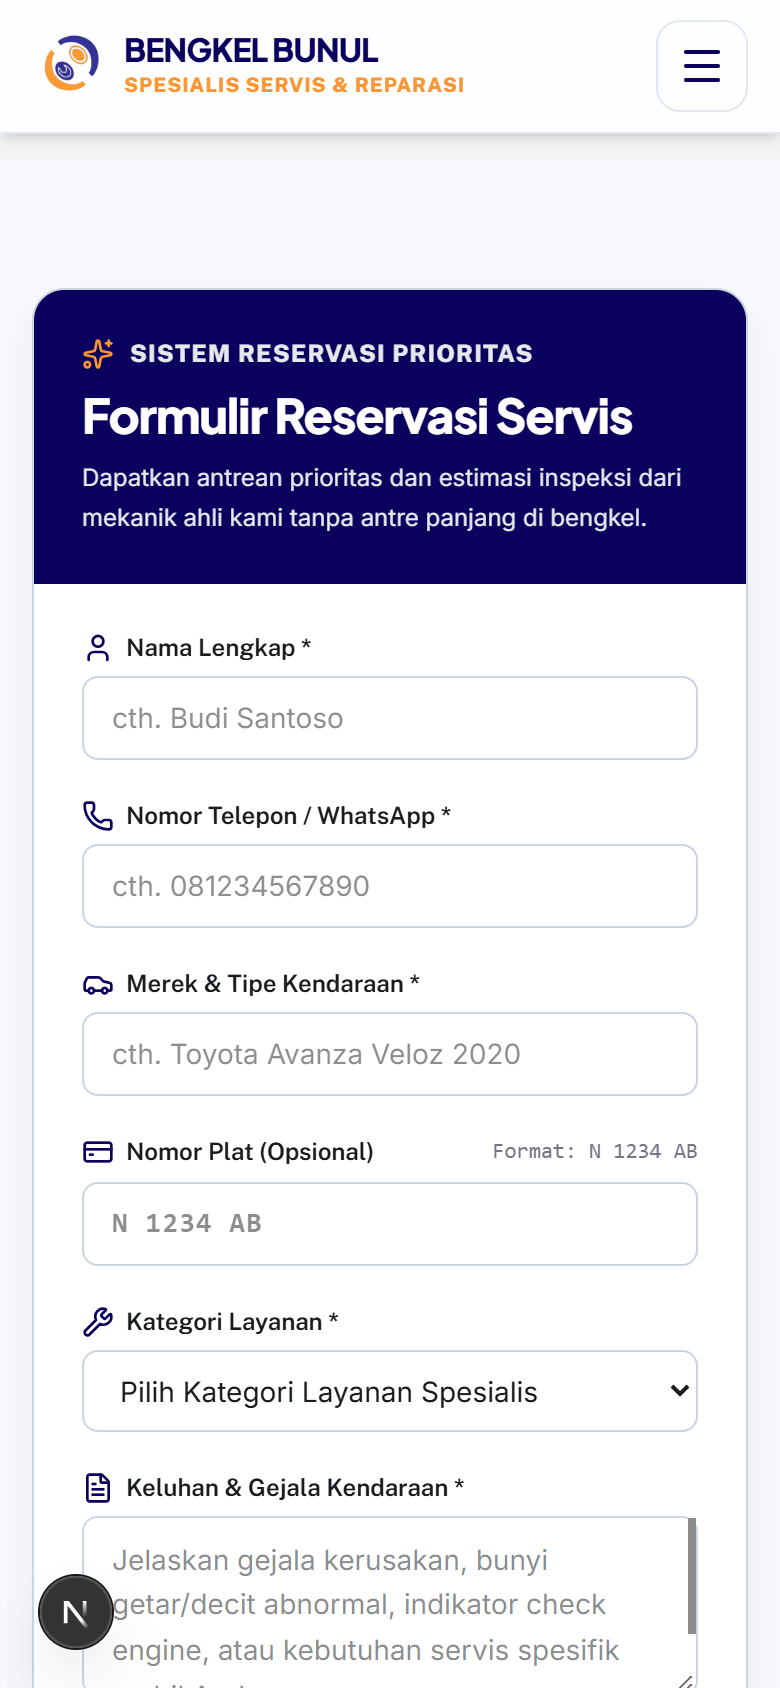 BENGKEL BUNUL
SPESIALIS SERVIS & REPARASI
SISTEM RESERVASI PRIORITAS
Formulir Reservasi Servis
Dapatkan antrean prioritas dan estimasi inspeksi dari
mekanik ahli kami tanpa antre panjang di bengkel.
Nama Lengkap *
cth. Budi Santoso
Nomor Telepon / WhatsApp *
cth. 081234567890
Merek & Tipe Kendaraan *
cth. Toyota Avanza Veloz 2020
Nomor Plat (Opsional)
Format: N 1234 AB
N 1234 AB
Kategori Layanan *
Pilih Kategori Layanan Spesialis
Keluhan & Gejala Kendaraan *
Jelaskan gejala kerusakan, bunyi
getar/decit abnormal, indikator check
engine, atau kebutuhan servis spesifik
N